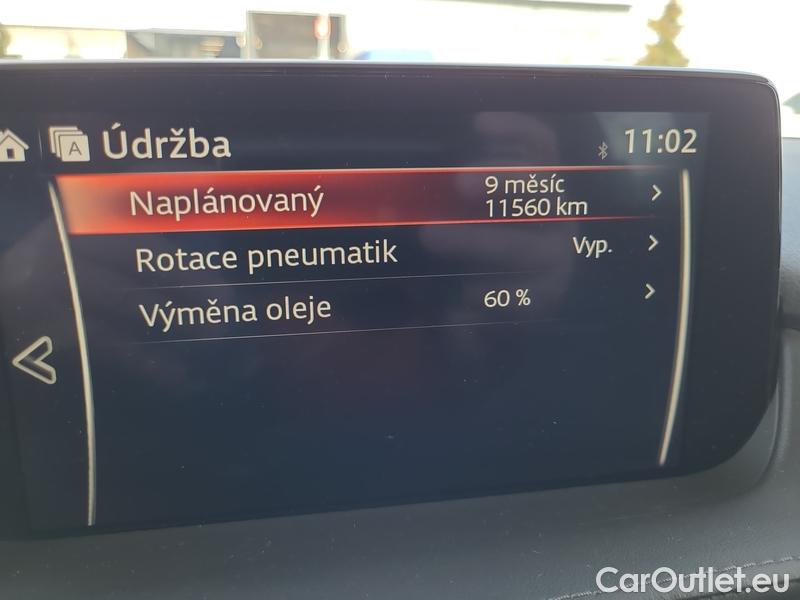 A Údržba 11:02
Naplánovaný 9 měsíc
11560 km
Rotace pneumatik Vyp.
Výměna oleje 60 %
CarOutlet.eu